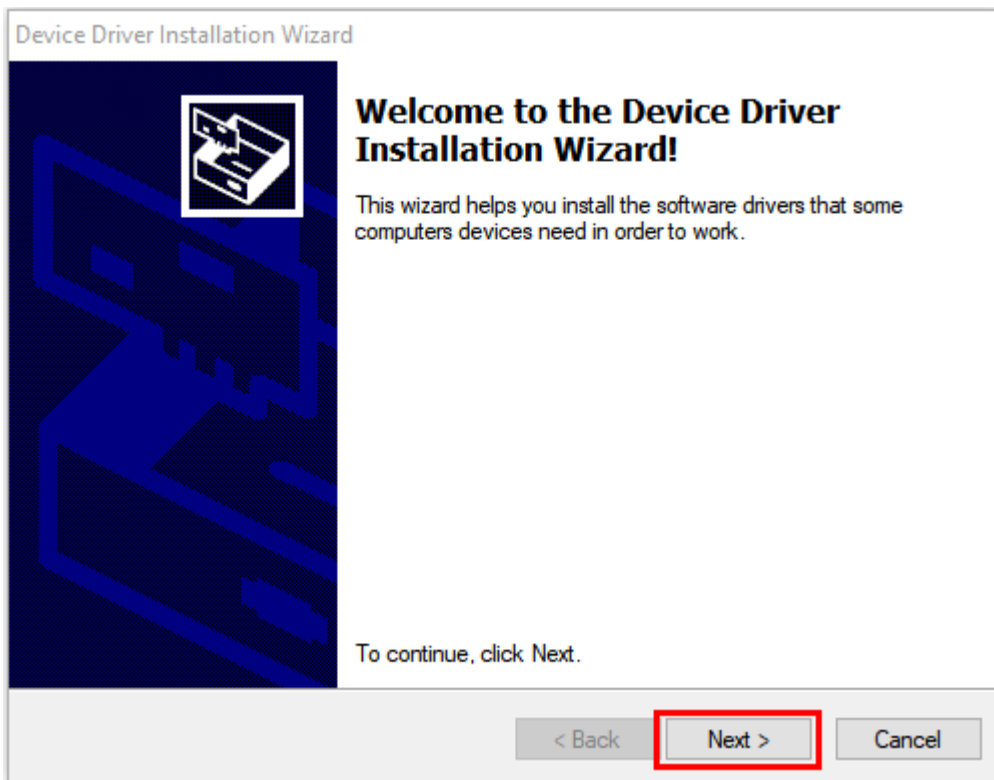 Device Driver Installation Wizard
Welcome to the Device Driver
Installation Wizard!
This wizard helps you install the software drivers that some
computers devices need in order to work.
To continue, click Next.
< Back
Next >
Cancel